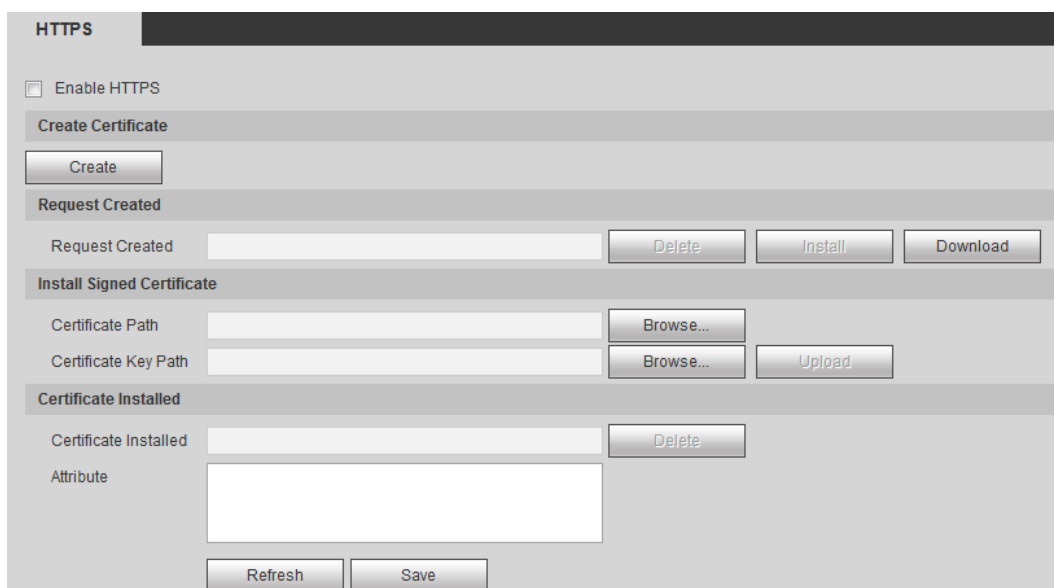 HTTPS
Enable HTTPS
Create Certificate
Create
Request Created
Request Created Delete Install Download
Install Signed Certificate
Certificate Path Browse...
Certificate Key Path Browse... Upload
Certificate Installed
Certificate Installed Delete
Attribute
Refresh Save